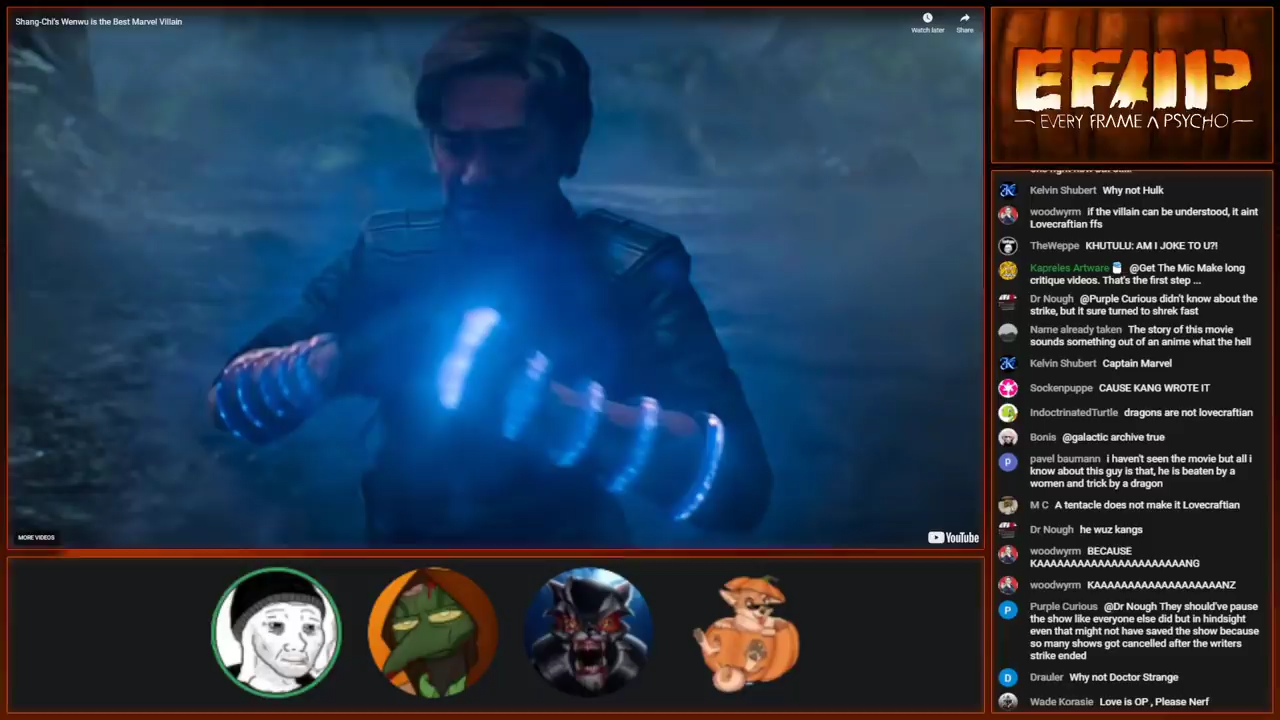 Shang-Chi's Wenwu is the Best Marvel Villain
Watch later
Share
MORE VIDEOS
YouTube
EFAP
EVERY FRAME A PSYCHO
Kelvin Shubert Why not Hulk
woodwyrm if the villain can be understood, it aint
Lovecraftian ffs
TheWeppe KHUTULU: AM I JOKE TO U?!
Kapreles Artware @Get The Mic Make long
critique videos. That's the first step ...
Dr Nough @Purple Curious didn't know about the
strike, but it sure turned to shrek fast
Name already taken The story of this movie
sounds something out of an anime what the hell
Kelvin Shubert Captain Marvel
Sockenpuppe CAUSE KANG WROTE IT
IndoctrinatedTurtle dragons are not lovecraftian
Bonis @galactic archive true
P
pavel baumann i haven't seen the movie but all i
know about this guy is that, he is beaten by a
women and trick by a dragon
M C A tentacle does not make it Lovecraftian
Dr Nough he wuz kangs
woodwyrm BECAUSE
KAAAAAAAAAAAAAAAAAAAAAAANG
woodwyrm KAAAAAAAAAAAAAAAAAAANZ
P
Purple Curious @Dr Nough They should've pause
the show like everyone else did but in hindsight
even that might not have saved the show because
so many shows got cancelled after the writers
strike ended
D
Drauler Why not Doctor Strange
Wade Korasie Love is OP , Please Nerf